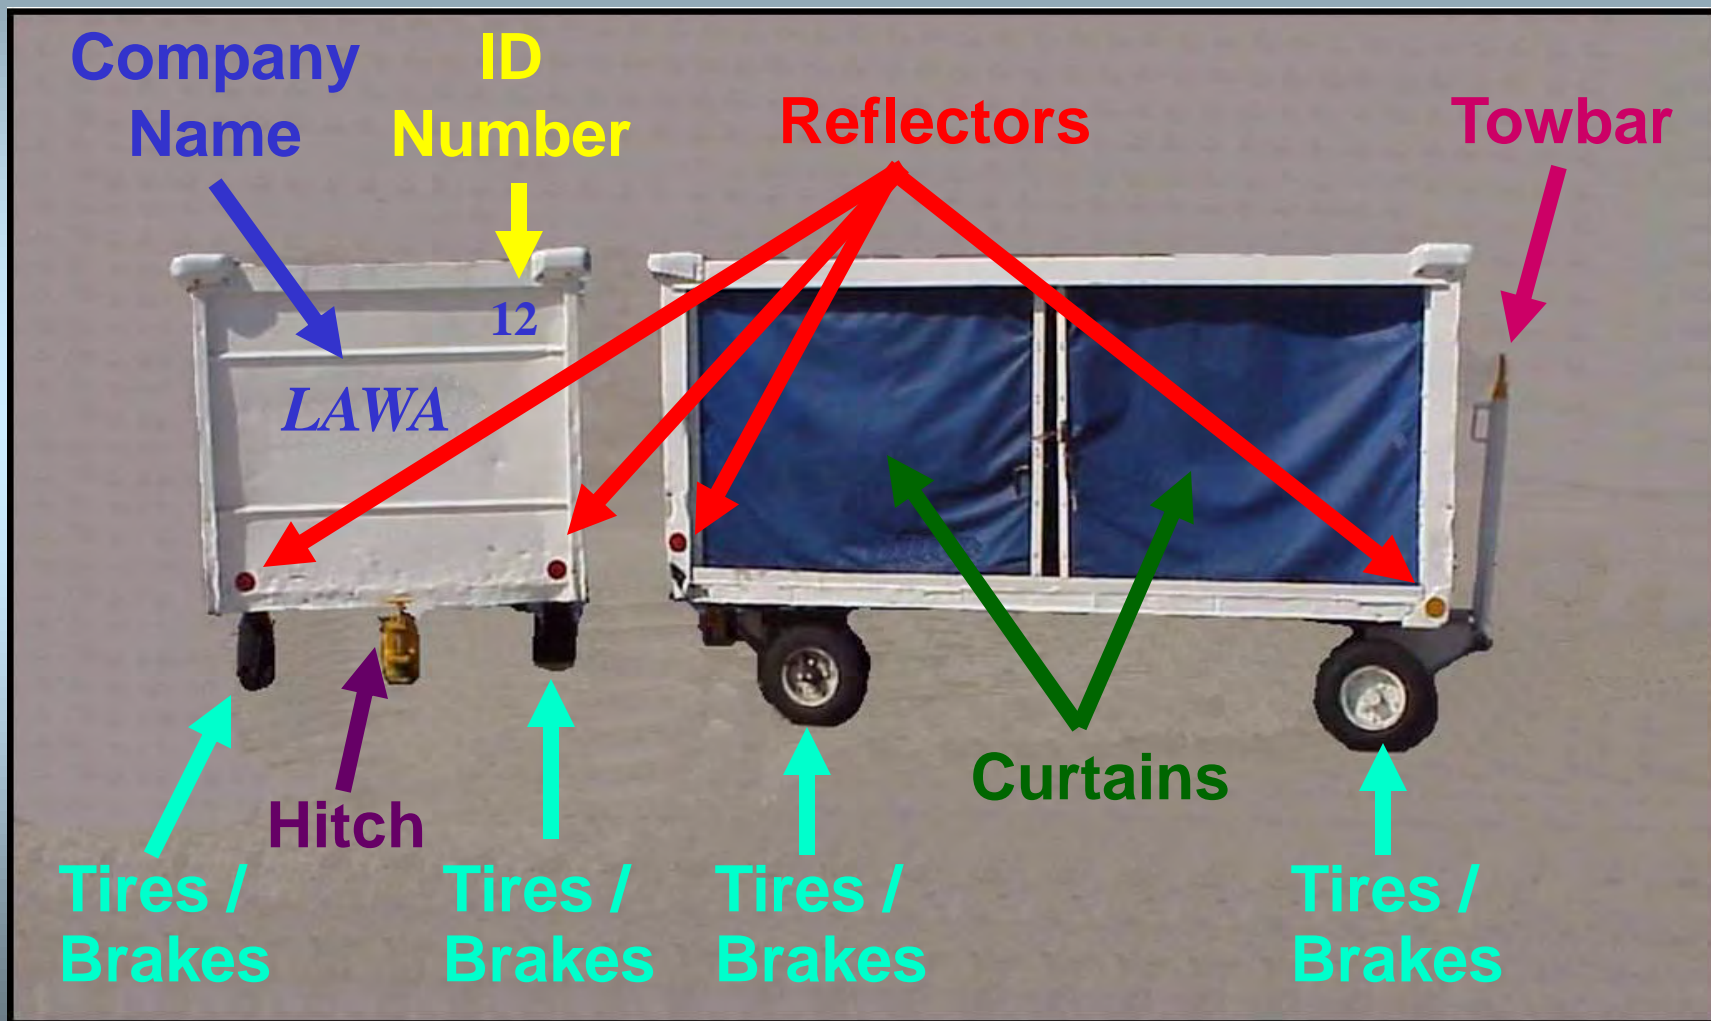 Company
Name
ID
Number
Reflectors
Towbar
12
LAWA
Curtains
Hitch
Tires /
Brakes
Tires /
Brakes
Tires /
Brakes
Tires /
Brakes